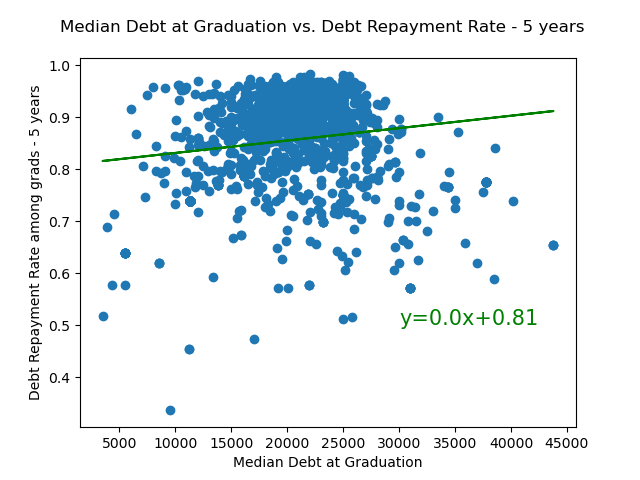 Median Debt at Graduation vs. Debt Repayment Rate - 5 years
Debt Repayment Rate among grads - 5 years
1.0
0.9
0.8
0.7
0.6
0.5
0.4
y=0.0x+0.81
5000 10000 15000 20000 25000 30000 35000 40000 45000
Median Debt at Graduation